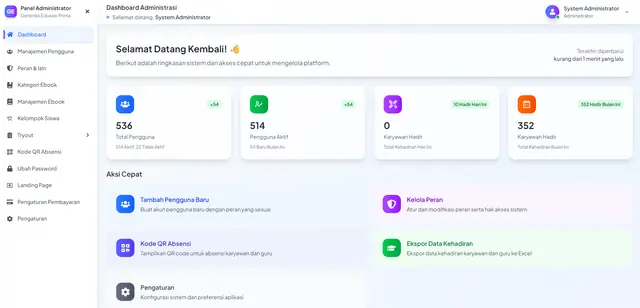 GE
Panel Administrator
Generasi Edukasi Prima
Dashboard
Manajemen Pengguna
Peran & Izin
Kategori Ebook
Manajemen Ebook
Kelompok Siswa
Tryout
Kode QR Absensi
Ubah Password
Landing Page
Pengaturan Pembayaran
Pengaturan
Dashboard Administrasi
Selamat datang, System Administrator
System Administrator
Administrator
Selamat Datang Kembali! 👋
Berikut adalah ringkasan sistem dan akses cepat untuk mengelola platform.
Terakhir diperbarui
kurang dari 1 menit yang lalu
+54
536
Total Pengguna
514 Aktif, 22 Tidak Aktif
+54
514
Pengguna Aktif
54 Baru Bulan Ini
10 Hadir Hari Ini
0
Karyawan Hadir
Total Kehadiran Hari Ini
352 Hadir Bulan Ini
352
Karyawan Hadir
Total Kehadiran Bulan Ini
Aksi Cepat
Tambah Pengguna Baru
Buat akun pengguna baru dengan peran yang sesuai
Kelola Peran
Atur dan modifikasi peran serta hak akses sistem
Kode QR Absensi
Tampilkan QR code untuk absensi karyawan dan guru
Ekspor Data Kehadiran
Ekspor data kehadiran karyawan dan guru ke Excel
Pengaturan
Konfigurasi sistem dan preferensi aplikasi